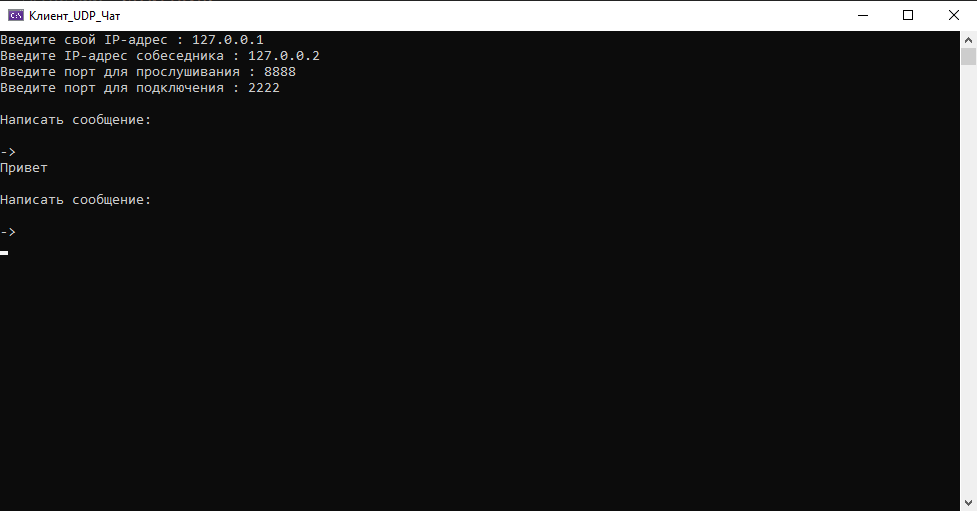 Клиент_UDP_Чат
Введите свой IP-адрес : 127.0.0.1
Введите IP-адрес собеседника : 127.0.0.2
Введите порт для прослушивания : 8888
Введите порт для подключения : 2222
Написать сообщение:
->
Привет
Написать сообщение:
->